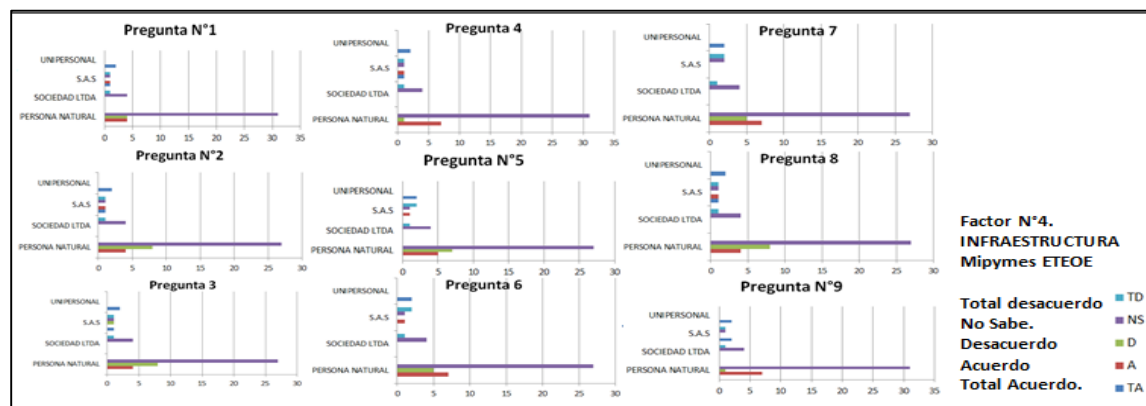 Pregunta N°1
UNIPERSONAL
S.A.S
SOCIEDAD LTDA
PERSONA NATURAL
0 5 10 15 20 25 30 35
Pregunta 4
UNIPERSONAL
S.A.S
SOCIEDAD LTDA
PERSONA NATURAL
0 5 10 15 20 25 30 35
Pregunta 7
UNIPERSONAL
S.A.S
SOCIEDAD LTDA
PERSONA NATURAL
0 5 10 15 20 25 30
Pregunta N°2
UNIPERSONAL
S.A.S
SOCIEDAD LTDA
PERSONA NATURAL
0 5 10 15 20 25 30
Pregunta N°5
UNIPERSONAL
S.A.S
SOCIEDAD LTDA
PERSONA NATURAL
0 5 10 15 20 25 30
Pregunta 8
UNIPERSONAL
S.A.S
SOCIEDAD LTDA
PERSONA NATURAL
0 5 10 15 20 25 30
Pregunta 3
UNIPERSONAL
S.A.S
SOCIEDAD LTDA
PERSONA NATURAL
0 5 10 15 20 25 30
Pregunta 6
UNIPERSONAL
S.A.S
SOCIEDAD LTDA
PERSONA NATURAL
0 5 10 15 20 25 30
Pregunta N°9
UNIPERSONAL
S.A.S
SOCIEDAD LTDA
PERSONA NATURAL
0 5 10 15 20 25 30 35
Factor N°4.
INFRAESTRUCTURA
Mipymes ETEOE
Total desacuerdo TD
No Sabe. NS
Desacuerdo D
Acuerdo A
Total Acuerdo. TA